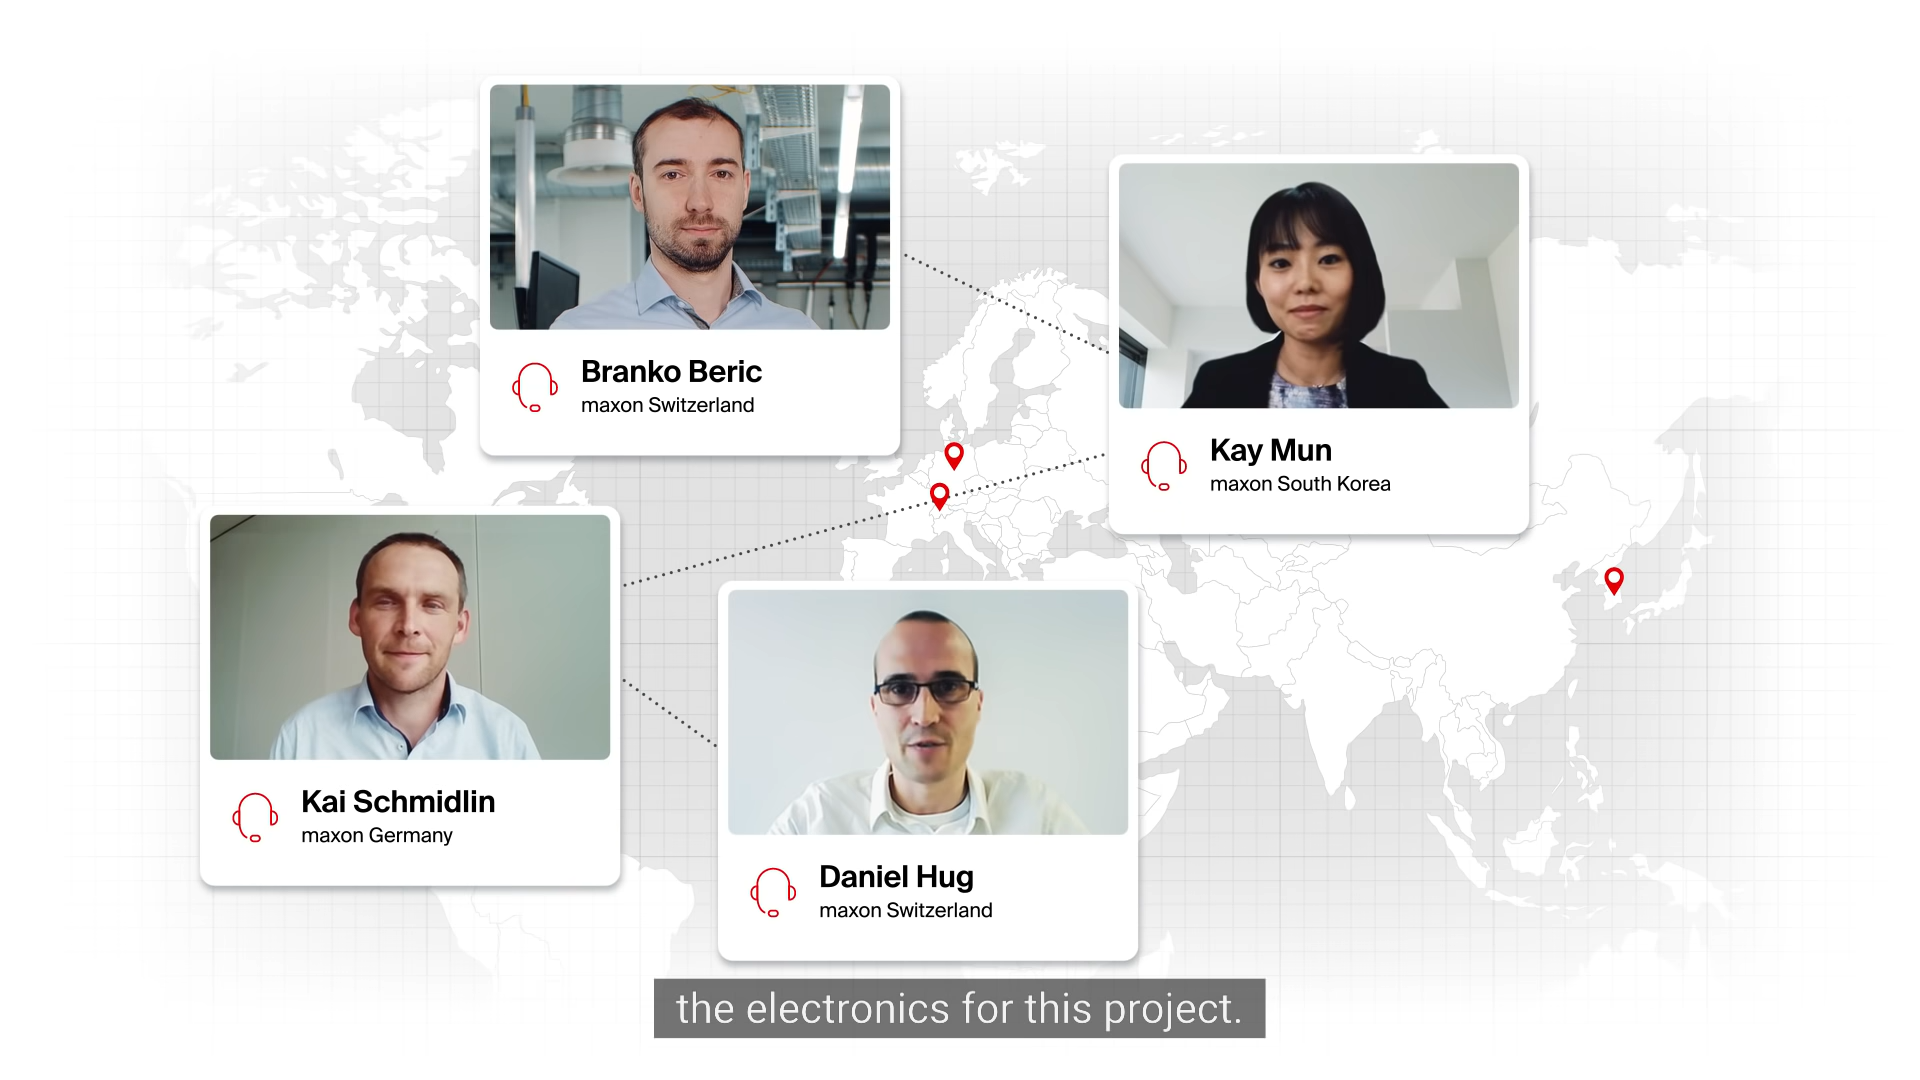 Branko Beric
maxon Switzerland
Kay Mun
maxon South Korea
Kai Schmidlin
maxon Germany
Daniel Hug
maxon Switzerland
the electronics for this project.